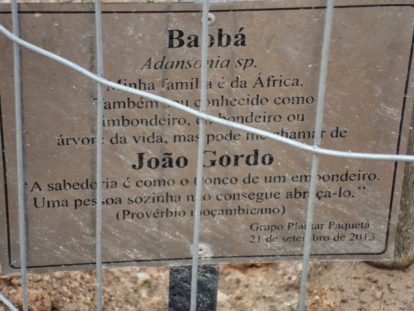 Baobá
Adansonia sp.
Minha família é da África.
Também sou conhecido como
imbondeiro, embondeiro ou
árvore da vida, mas pode me chamar de
João Gordo
"A sabederia é como o tronco de um embondeiro.
Uma pessoa sozinha não consegue abraça-lo."
(Provérbio moçambicano)
Grupo Plantar Paquetá
21 de setembro de 2013